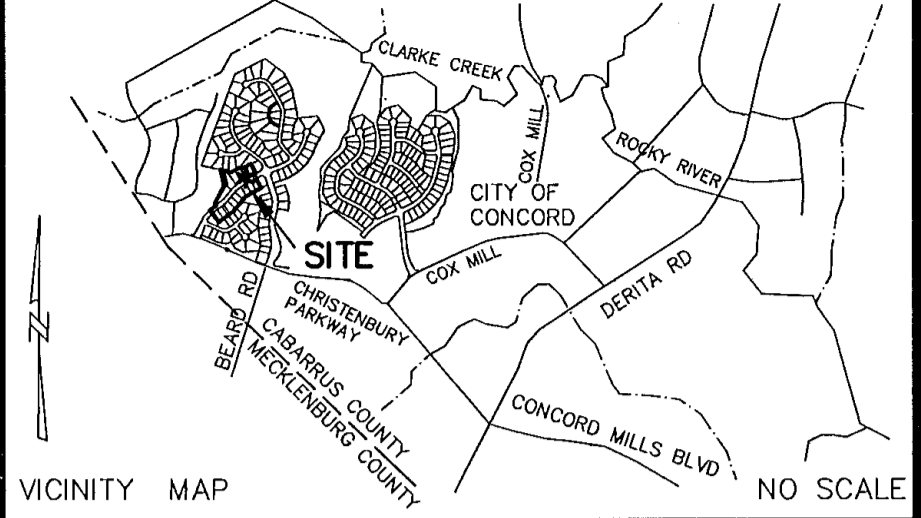 CLARKE CREEK
COX MILL
ROCKY RIVER
CITY OF
CONCORD
SITE
COX MILL
BEARD RD
CHRISTENBURY
PARKWAY
DERITA RD
CABARRUS COUNTY
MECKLENBURG COUNTY
CONCORD MILLS BLVD
N
VICINITY MAP
NO SCALE